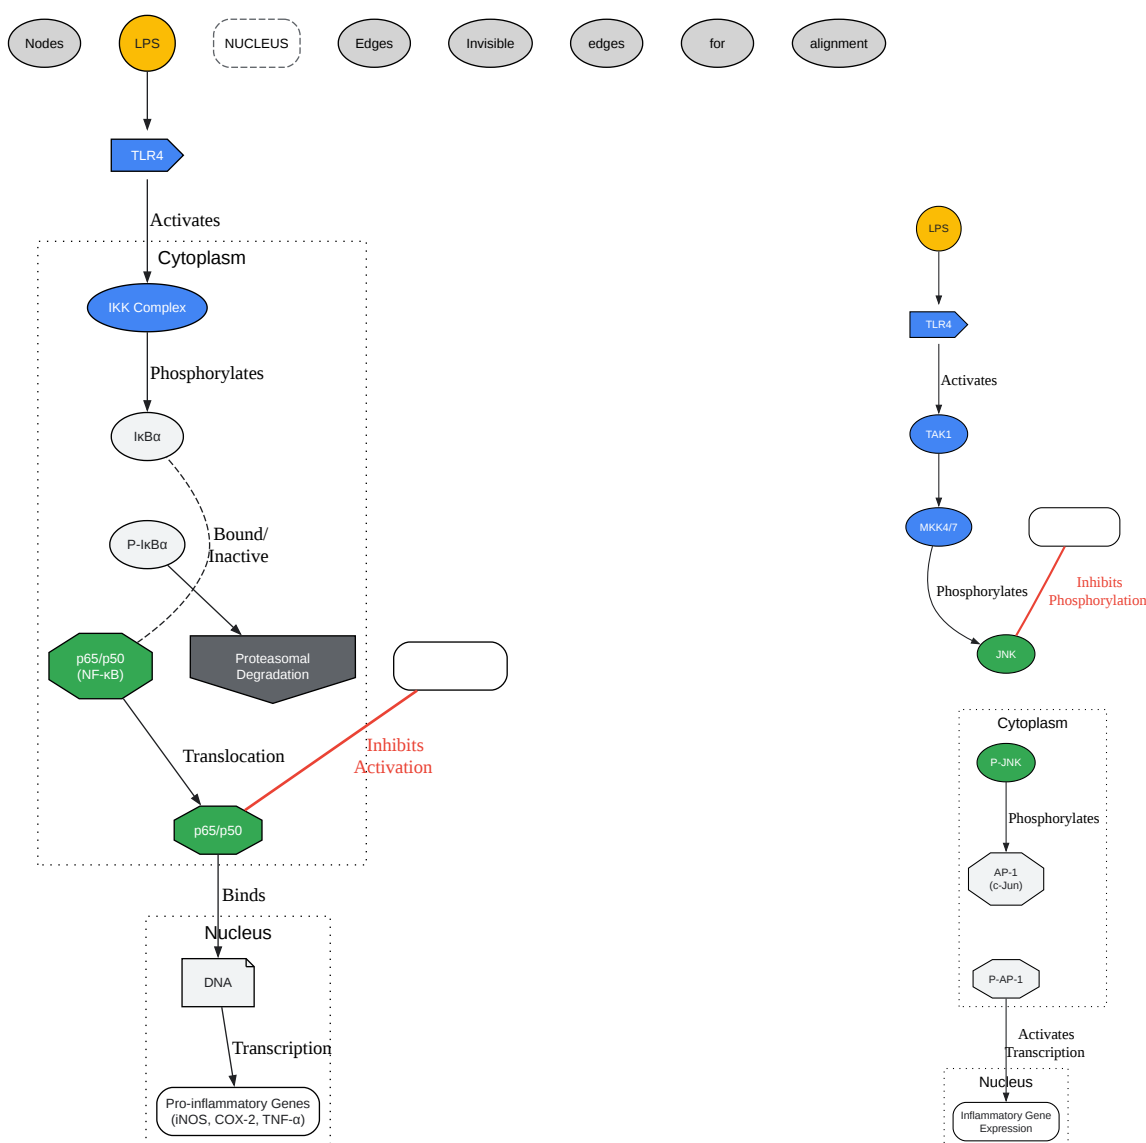 Nodes
LPS
NUCLEUS
Edges
Invisible
edges
for
alignment
TLR4
Activates
Cytoplasm
IKK Complex
Phosphorylates
IκBα
Bound/
Inactive
P-IκBα
p65/p50
(NF-κB)
Proteasomal
Degradation
Translocation
Inhibits
Activation
p65/p50
Binds
Nucleus
DNA
Transcription
Pro-inflammatory Genes
(iNOS, COX-2, TNF-α)
LPS
TLR4
Activates
TAK1
MKK4/7
Phosphorylates
Inhibits
Phosphorylation
JNK
Cytoplasm
P-JNK
Phosphorylates
AP-1
(c-Jun)
P-AP-1
Activates
Transcription
Nucleus
Inflammatory Gene
Expression